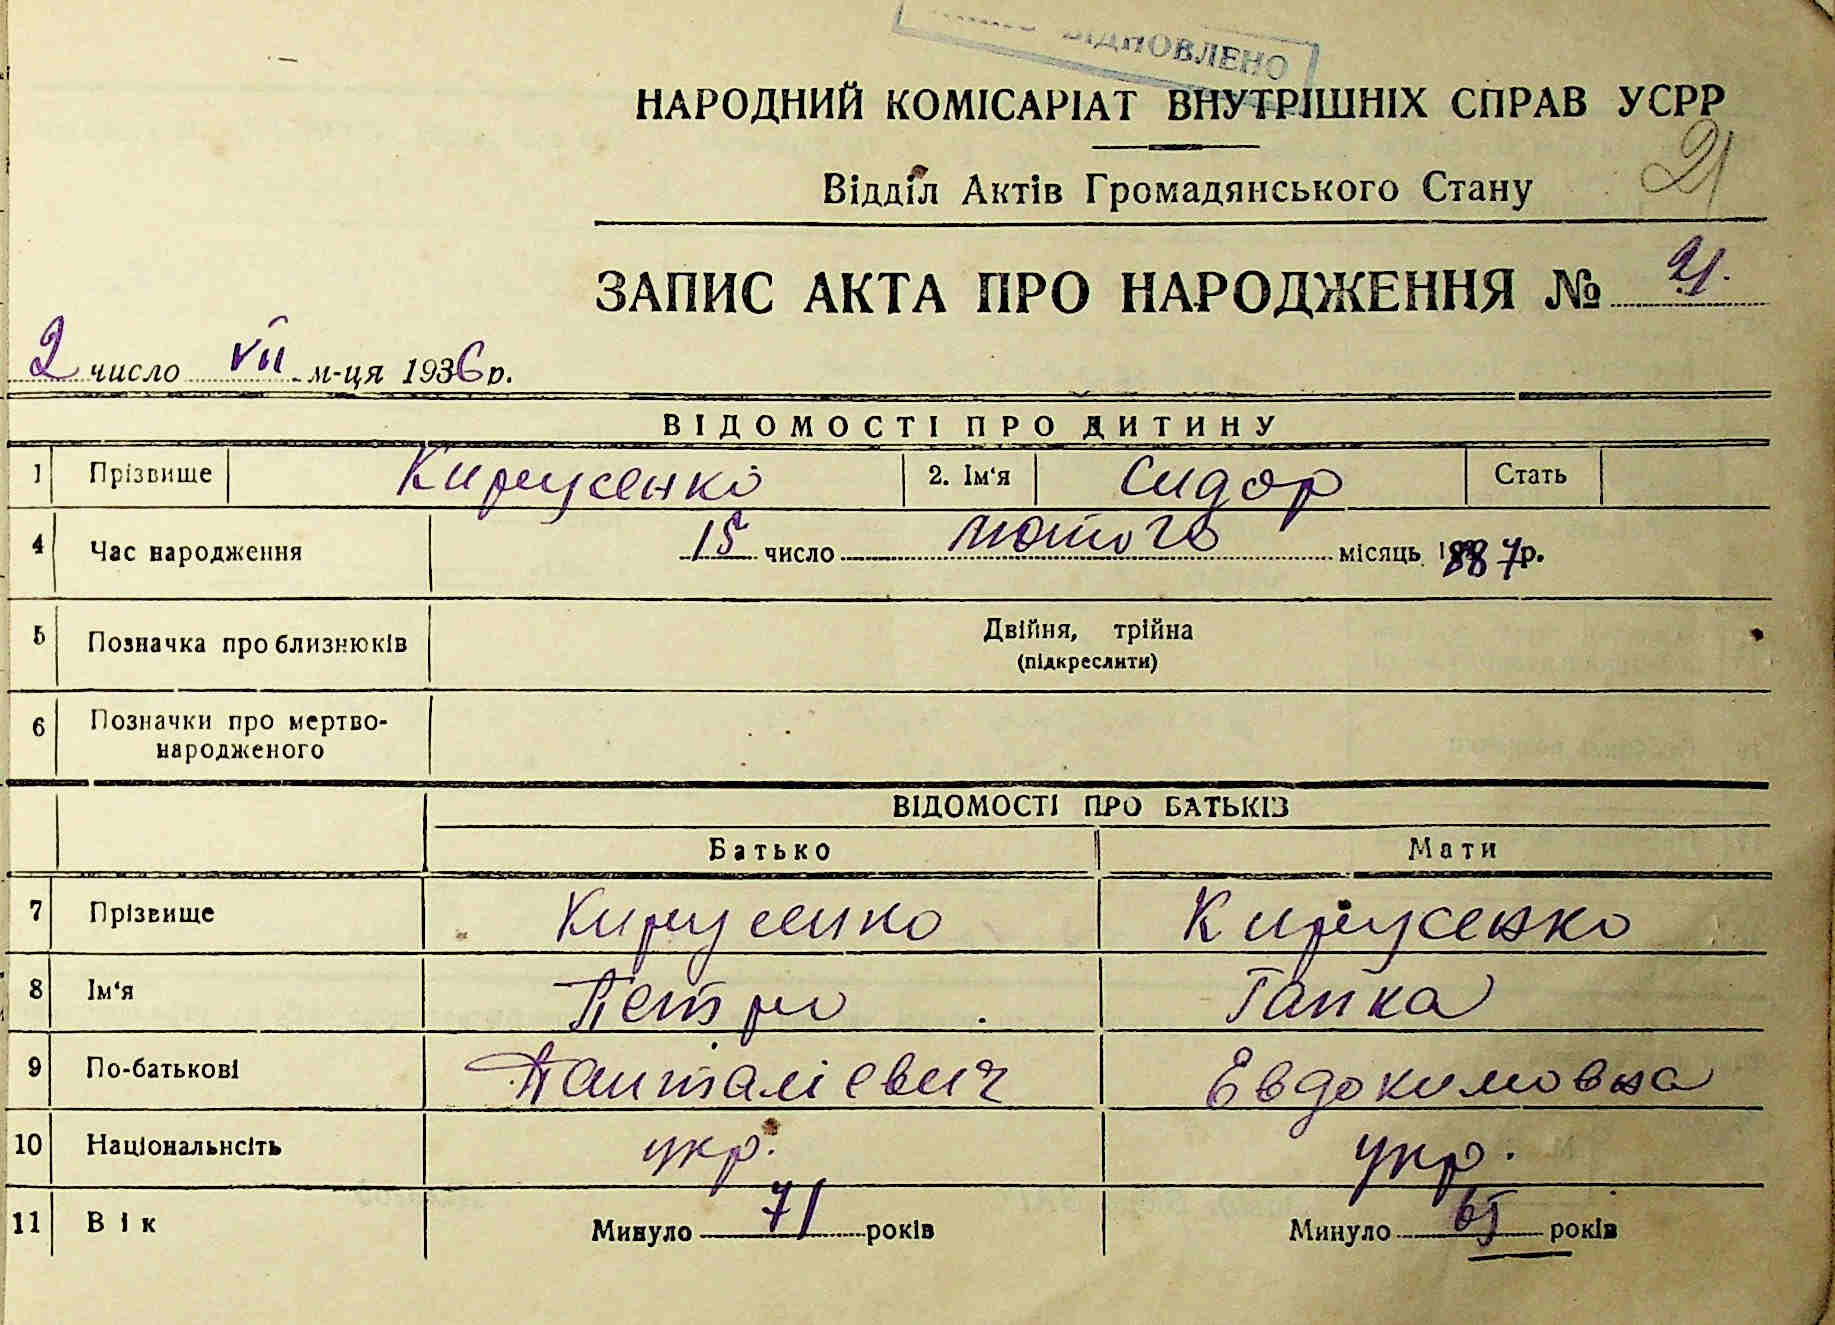 ВІДНОВЛЕНО
НАРОДНИЙ КОМІСАРІАТ ВНУТРІШНІХ СПРАВ УСРР
21
Відділ Актів Громадянського Стану
ЗАПИС АКТА ПРО НАРОДЖЕННЯ № 21.
2 число VII м-ця 1936 р.
ВІДОМОСТІ ПРО ДИТИНУ
1 Прізвище Кирусенко 2. Ім'я Сидор Стать
4 Час народження 15 число лютого місяць 1887 р.
5 Позначка про близнюків Двійня, трійна
(підкреслити)
6 Позначки про мертво-
народженого
ВІДОМОСТІ ПРО БАТЬКІВ
Батько Мати
7 Прізвище Кирусенко Кирусенко
8 Ім'я Петро Гапка
9 По-батькові Панталієвич Евдокимовна
10 Національнсіть укр. укр.
11 Вік Минуло 71 років Минуло 65 років